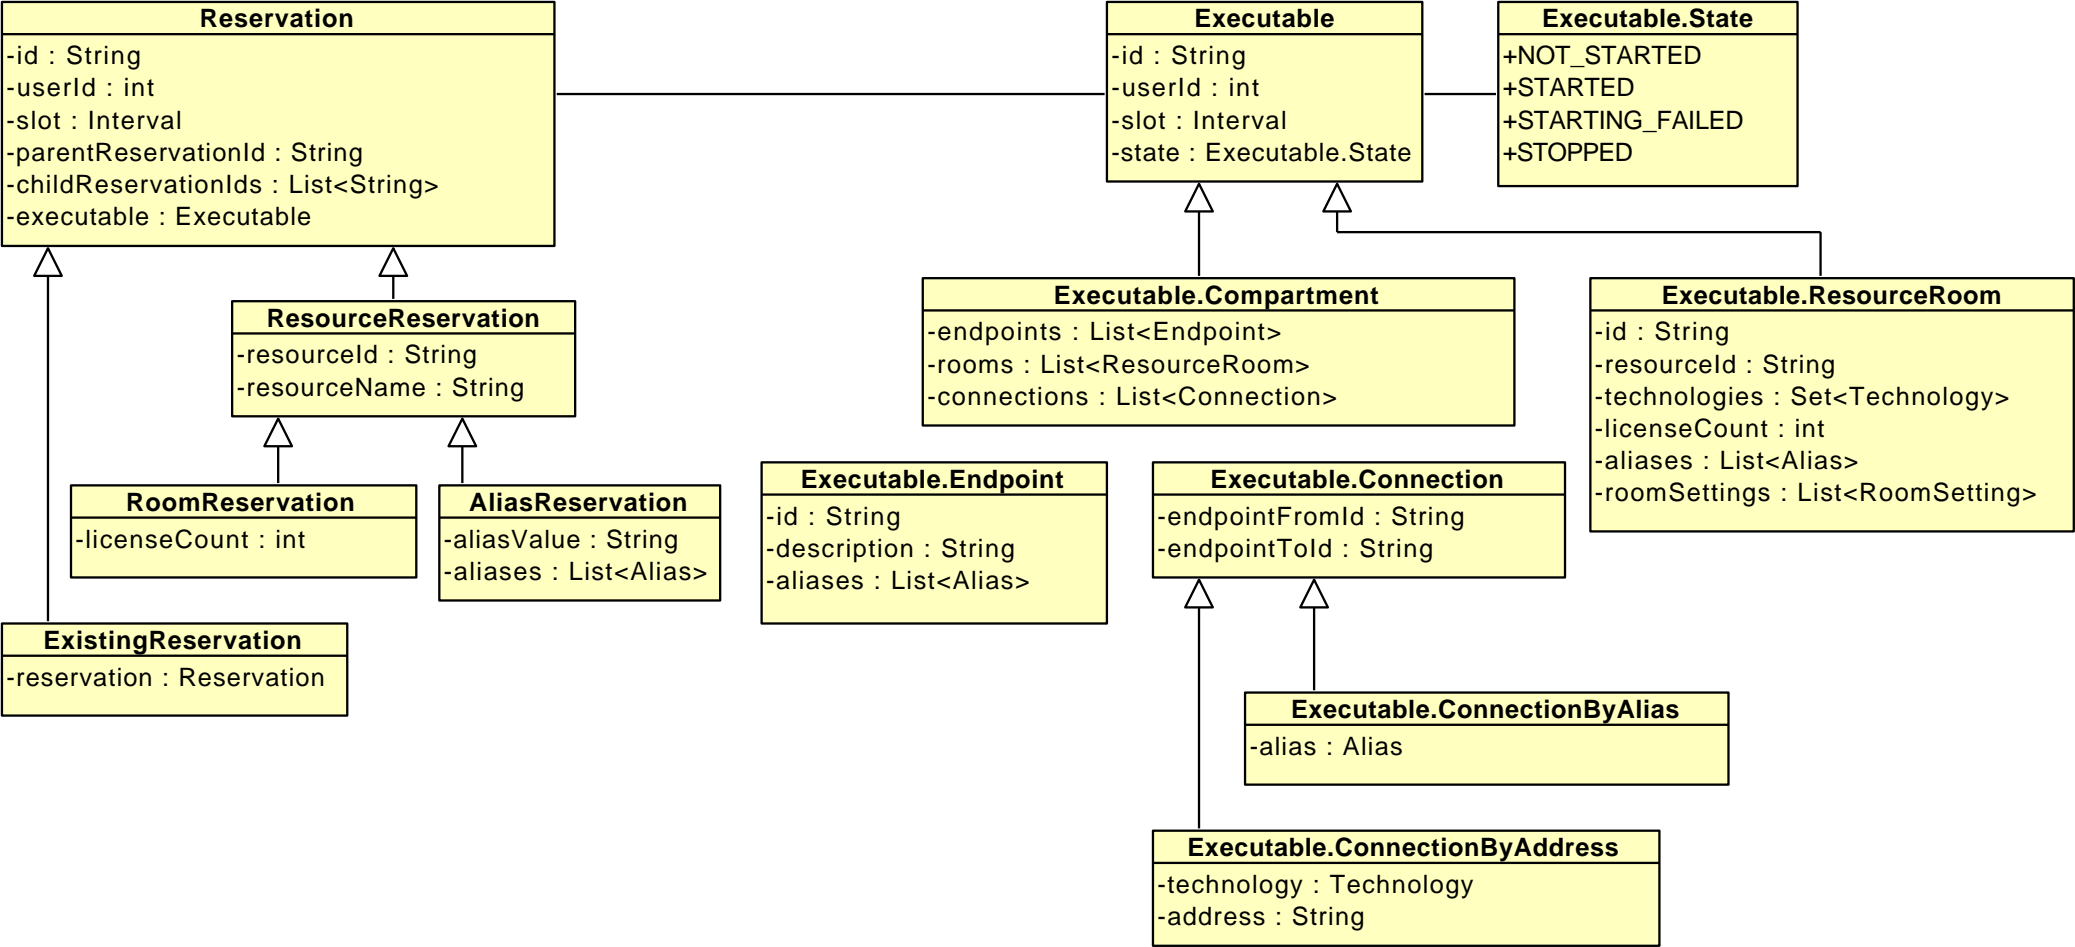 Reservation
-id : String
-userId : int
-slot : Interval
-parentReservationId : String
-childReservationIds : List<String>
-executable : Executable
Executable
-id : String
-userId : int
-slot : Interval
-state : Executable.State
Executable.State
+NOT_STARTED
+STARTED
+STARTING_FAILED
+STOPPED
ResourceReservation
-resourceId : String
-resourceName : String
Executable.Compartment
-endpoints : List<Endpoint>
-rooms : List<ResourceRoom>
-connections : List<Connection>
Executable.ResourceRoom
-id : String
-resourceId : String
-technologies : Set<Technology>
-licenseCount : int
-aliases : List<Alias>
-roomSettings : List<RoomSetting>
RoomReservation
-licenseCount : int
AliasReservation
-aliasValue : String
-aliases : List<Alias>
Executable.Endpoint
-id : String
-description : String
-aliases : List<Alias>
Executable.Connection
-endpointFromId : String
-endpointToId : String
ExistingReservation
-reservation : Reservation
Executable.ConnectionByAlias
-alias : Alias
Executable.ConnectionByAddress
-technology : Technology
-address : String